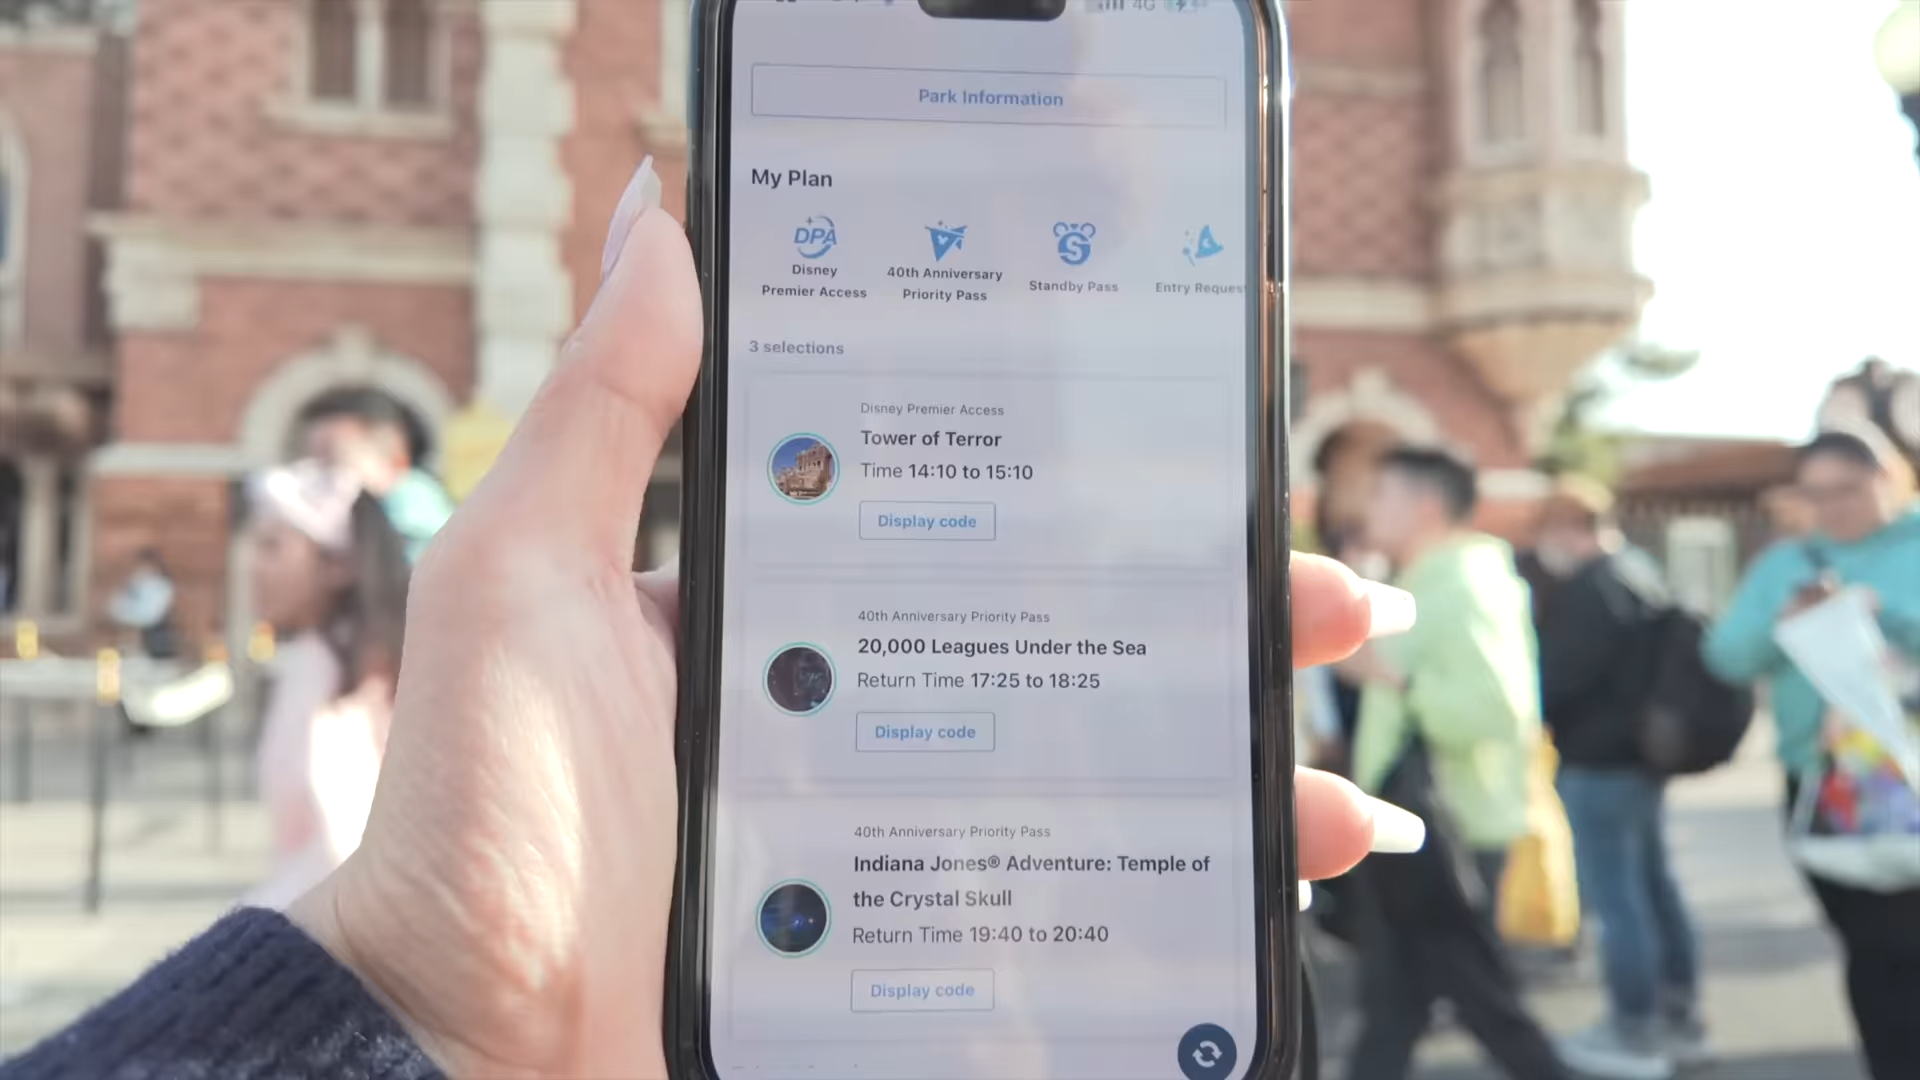 4G
Park Information
My Plan
DPA
Disney
Premier Access
40th Anniversary
Priority Pass
S
Standby Pass
Entry Request
3 selections
Disney Premier Access
Tower of Terror
Time 14:10 to 15:10
Display code
40th Anniversary Priority Pass
20,000 Leagues Under the Sea
Return Time 17:25 to 18:25
Display code
40th Anniversary Priority Pass
Indiana Jones® Adventure: Temple of
the Crystal Skull
Return Time 19:40 to 20:40
Display code